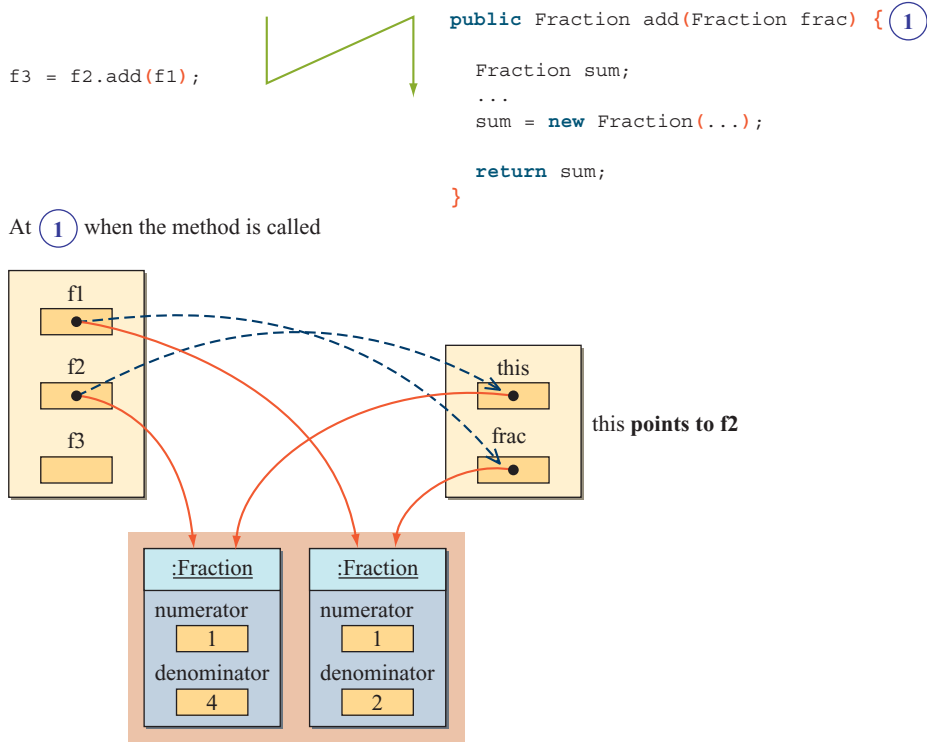 public Fraction add(Fraction frac) { 1
f3 = f2.add(f1);
Fraction sum;
...
sum = new Fraction(...);
return sum;
}
At 1 when the method is called
f1
f2
f3
this
frac
this points to f2
:Fraction
numerator
1
denominator
4
:Fraction
numerator
1
denominator
2